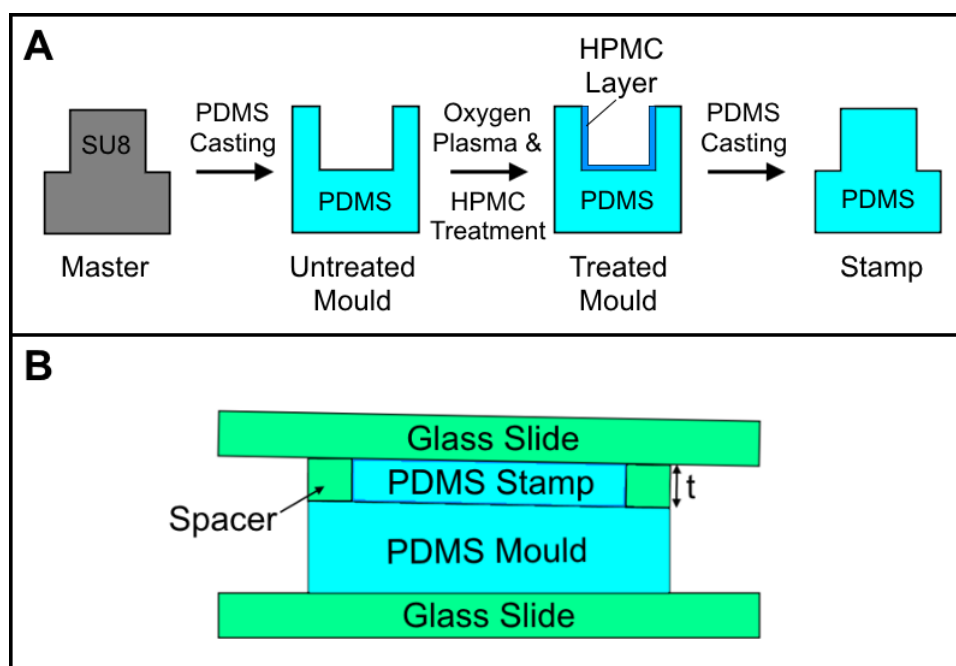 A
HPMC
Layer
PDMS
Casting
Oxygen
Plasma &
HPMC
Treatment
PDMS
Casting
SU8
PDMS
PDMS
PDMS
Master
Untreated
Mould
Treated
Mould
Stamp
B
Glass Slide
PDMS Stamp
t
Spacer
PDMS Mould
Glass Slide